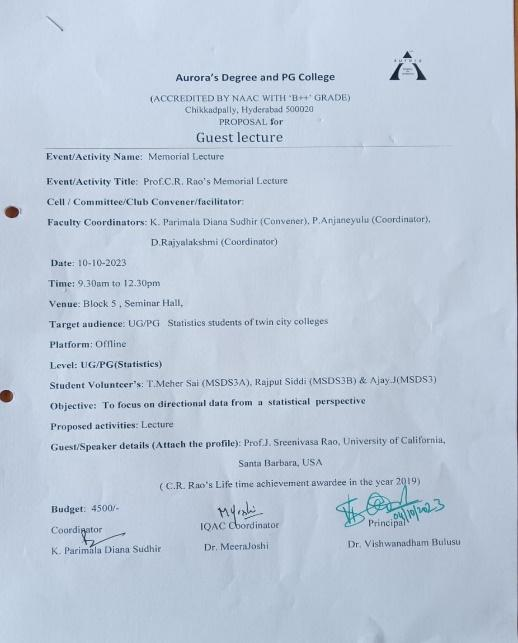 AURORA
Aurora's Degree and PG College
(ACCREDITED BY NAAC WITH 'B++' GRADE)
Chikkadpally, Hyderabad 500020
PROPOSAL for
Guest lecture
Event/Activity Name: Memorial Lecture
Event/Activity Title: Prof.C.R. Rao's Memorial Lecture
Cell / Committee/Club Convener/facilitator:
Faculty Coordinators: K. Parimala Diana Sudhir (Convener), P.Anjaneyulu (Coordinator),
D.Rajyalakshmi (Coordinator)
Date: 10-10-2023
Time: 9.30am to 12.30pm
Venue: Block 5 , Seminar Hall,
Target audience: UG/PG Statistics students of twin city colleges
Platform: Offline
Level: UG/PG(Statistics)
Student Volunteer's: T.Meher Sai (MSDS3A), Rajput Siddi (MSDS3B) & Ajay.J(MSDS3)
Objective: To focus on directional data from a statistical perspective
Proposed activities: Lecture
Guest/Speaker details (Attach the profile): Prof.J. Sreenivasa Rao, University of California,
Santa Barbara, USA
( C.R. Rao's Life time achievement awardee in the year 2019)
Budget: 4500/-
Coordinator IQAC Coordinator Principal 04/10/2023
K. Parimala Diana Sudhir Dr. MeeraJoshi Dr. Vishwanadham Bulusu